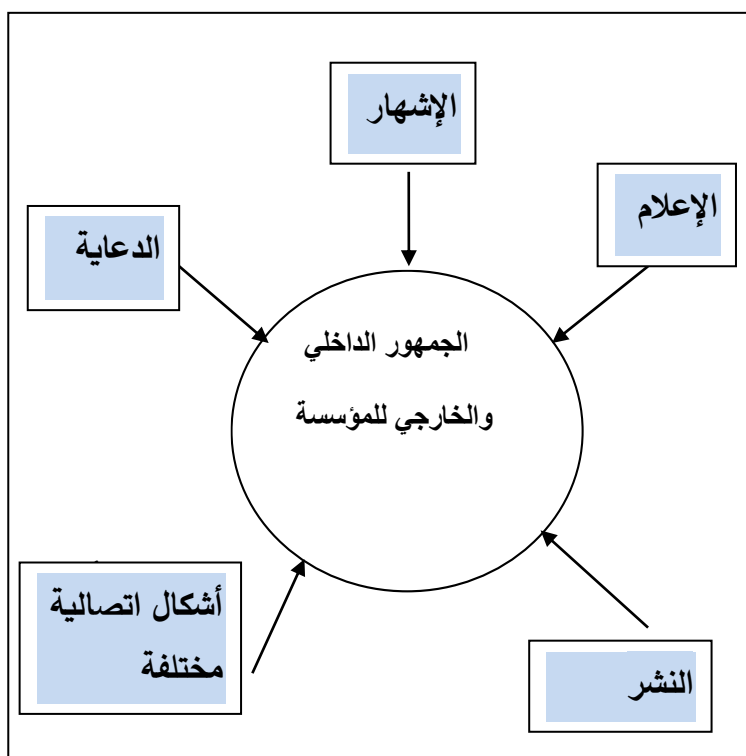 الإشهار
الإعلام
الدعاية
الجمهور الداخلي
والخارجي للمؤسسة
أشكال اتصالية
مختلفة
النشر